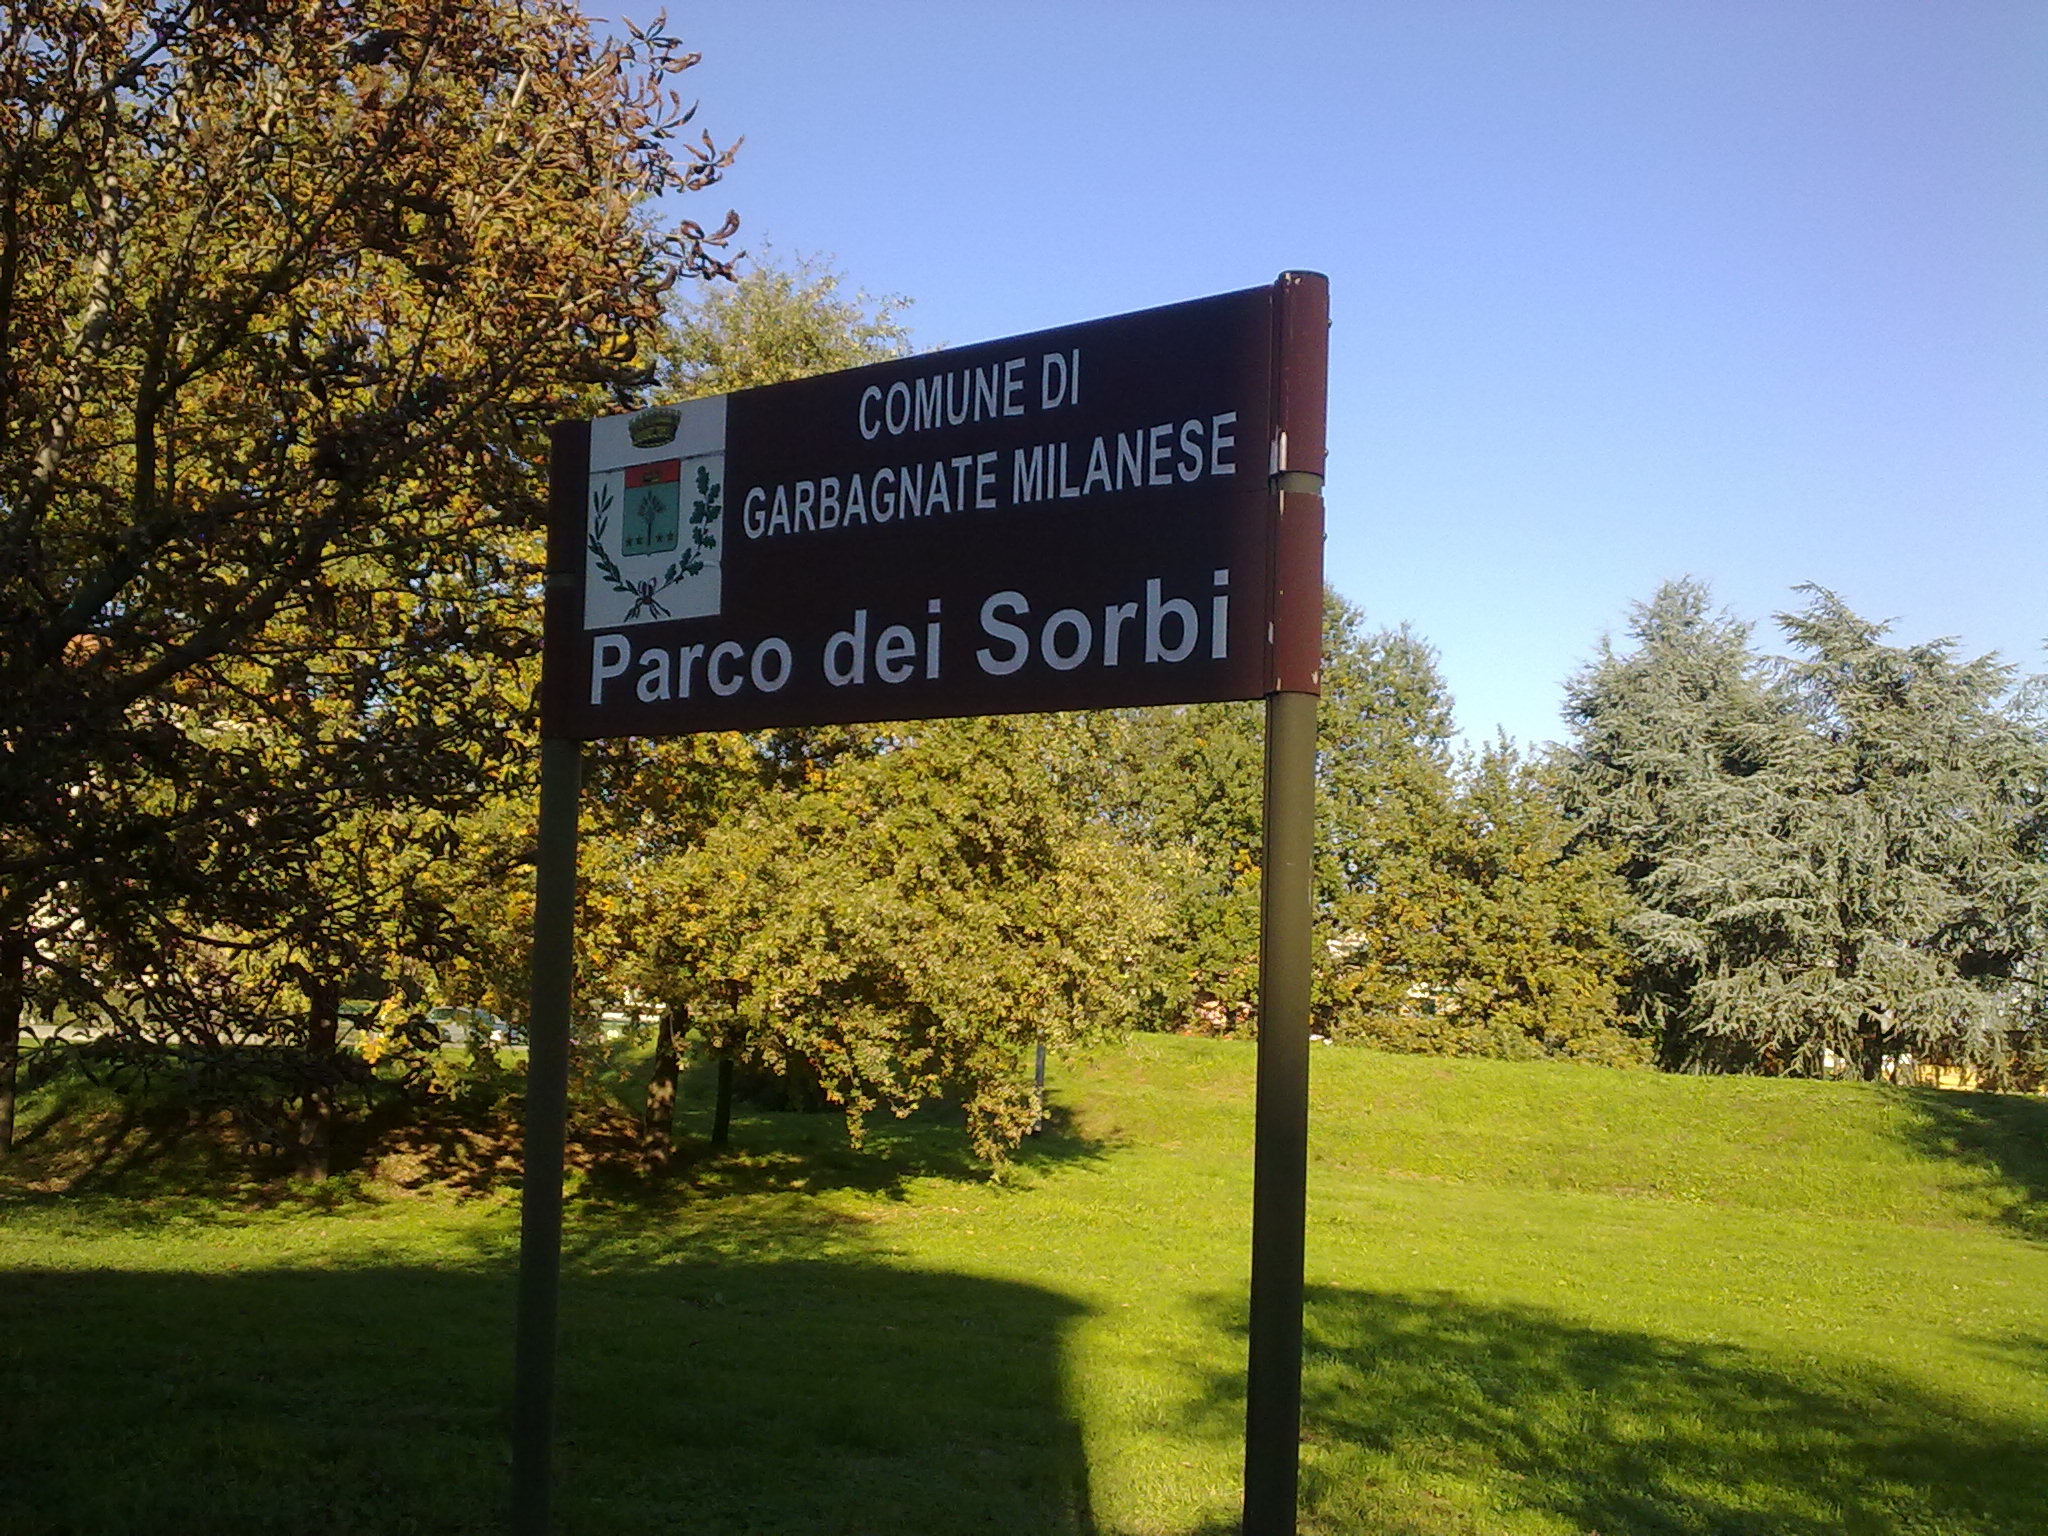 COMUNE DI
GARBAGNATE MILANESE
Parco dei Sorbi